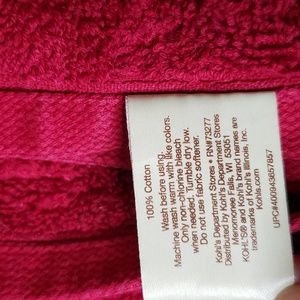 100% Cotton
Wash before using.
Machine wash warm with like colors.
Only non-chlorine bleach
when needed. Tumble dry low.
Do not use fabric softener.
Kohl's Department Stores • RN#73277
Distributed by Kohl's Department Stores
Menomonee Falls, WI 53051
KOHL'S® and Kohl's brand names are
trademarks of Kohl's Illinois, Inc.
Kohls.com
UPC#400943657857